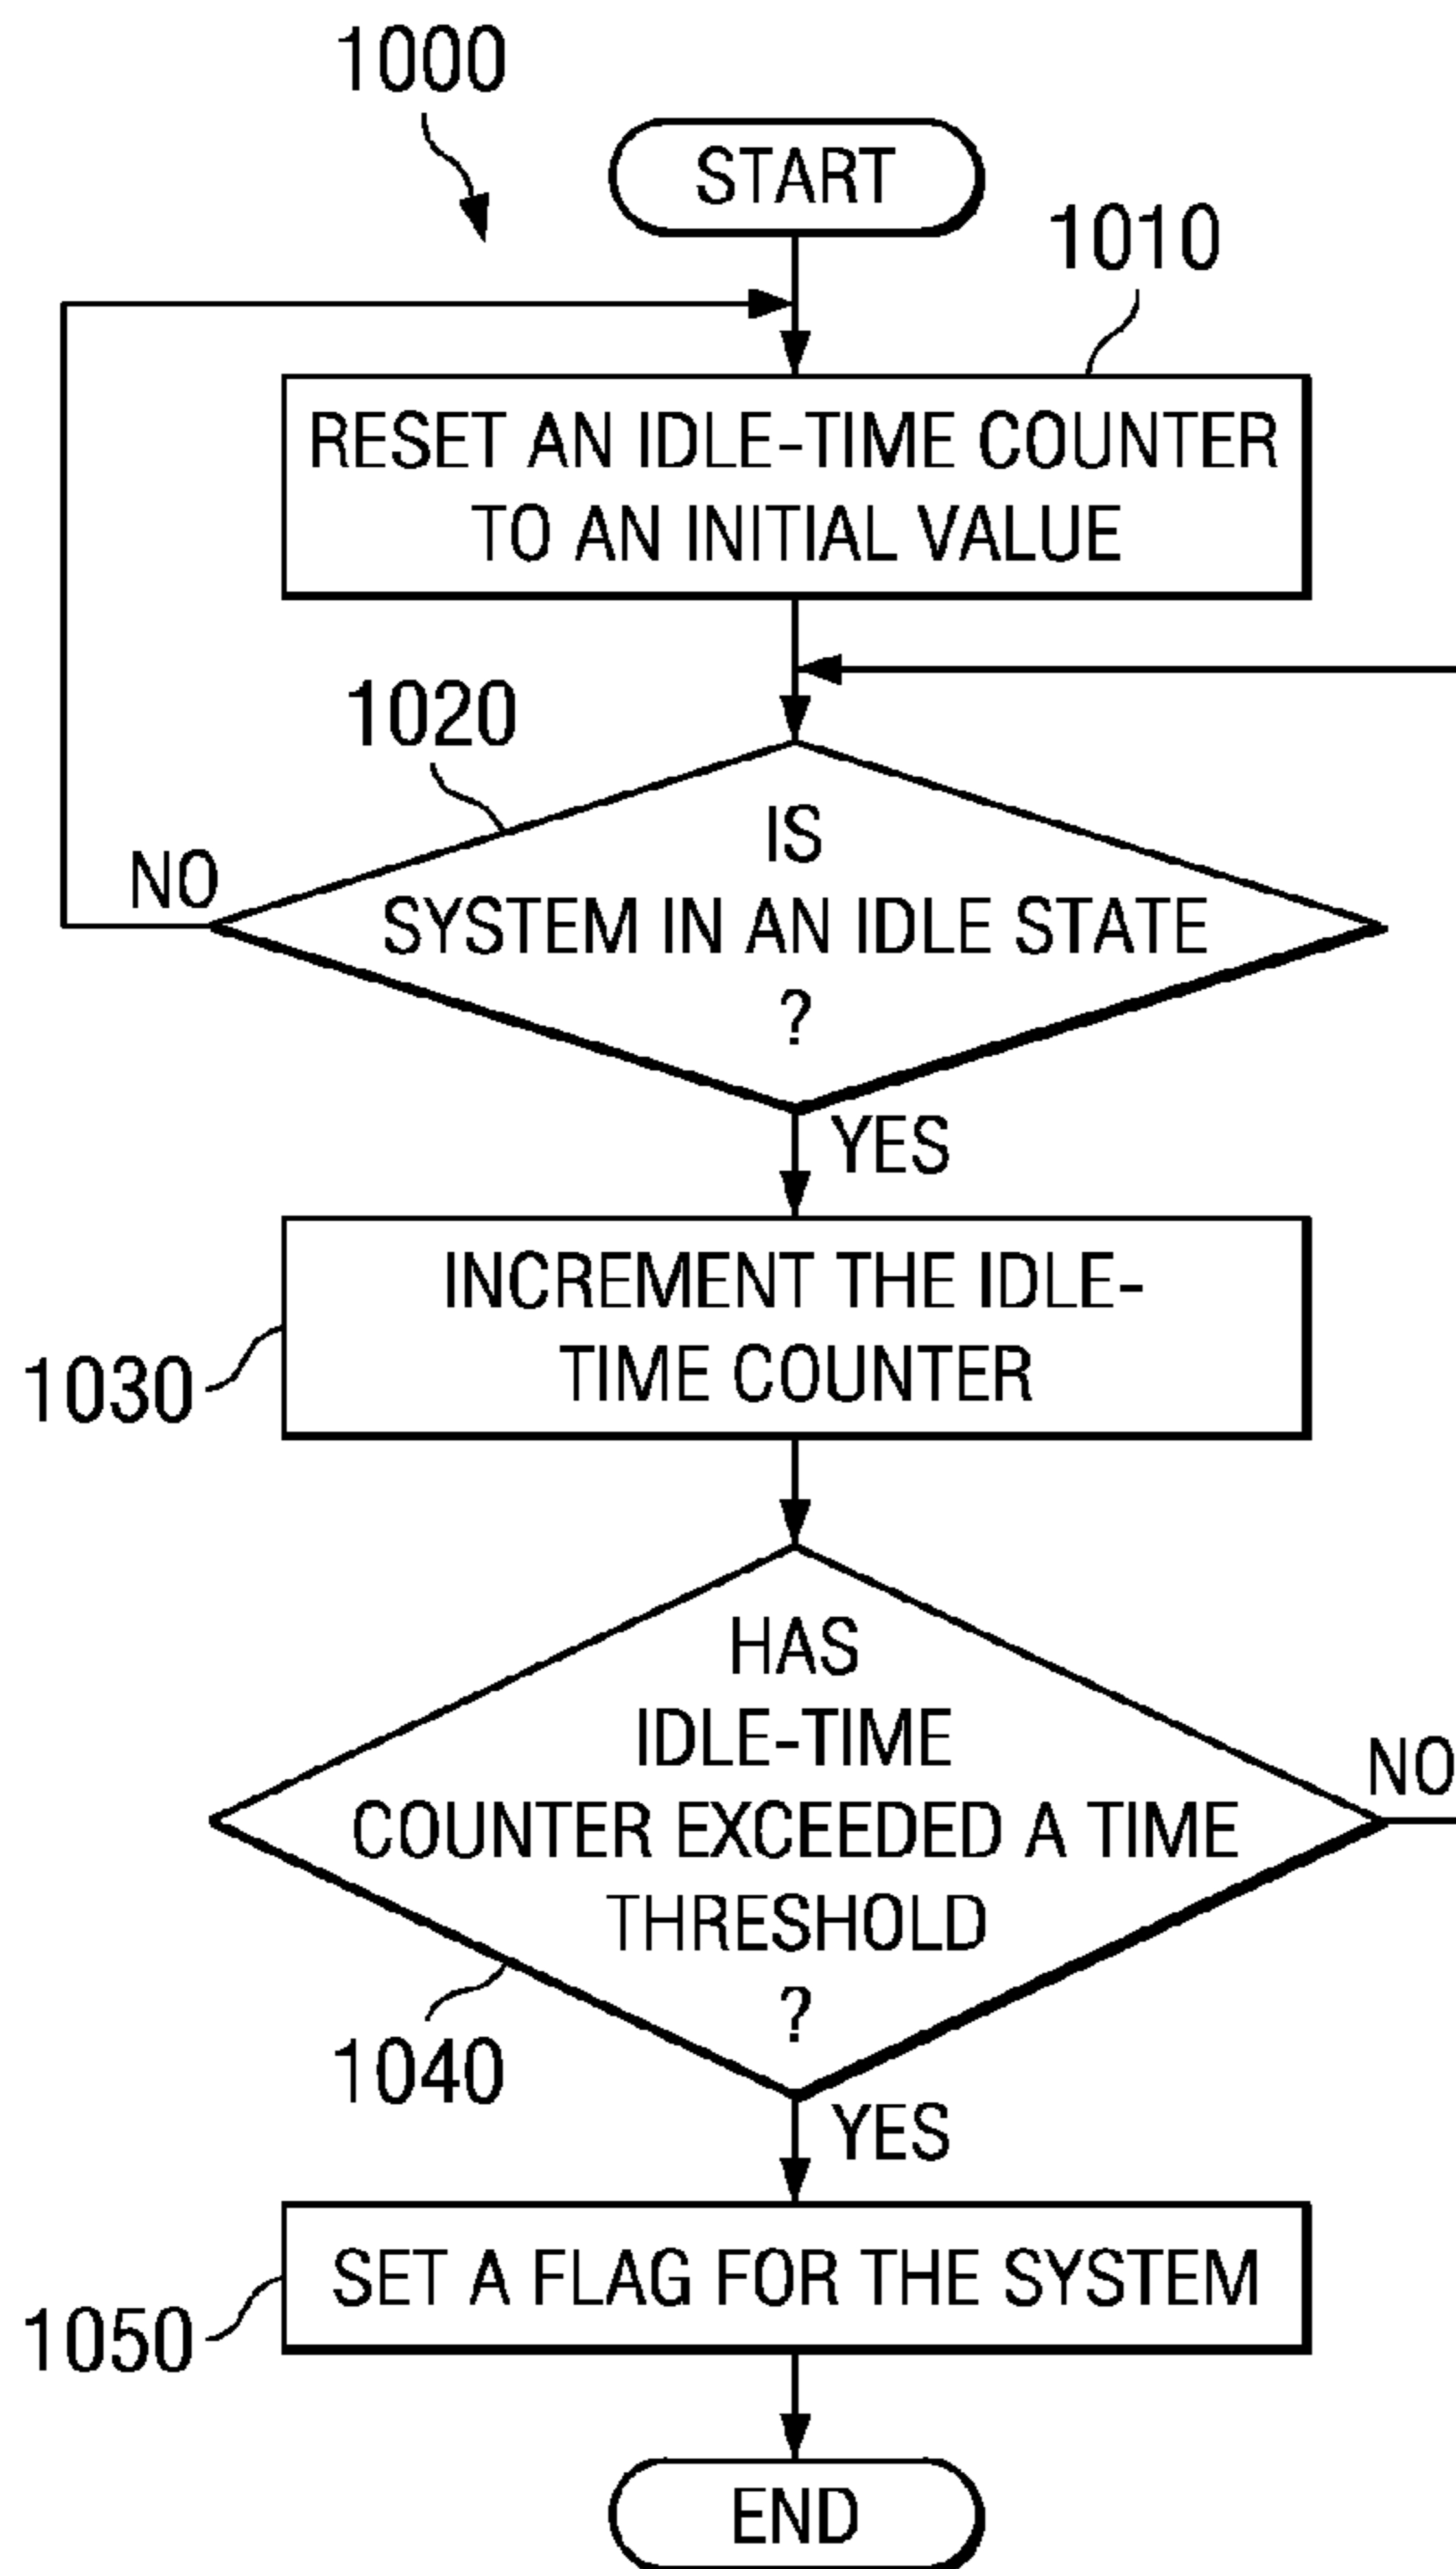 1000
START
1010
RESET AN IDLE-TIME COUNTER
TO AN INITIAL VALUE
1020
IS
SYSTEM IN AN IDLE STATE
?
NO
YES
INCREMENT THE IDLE-
TIME COUNTER
1030
HAS
IDLE-TIME
COUNTER EXCEEDED A TIME
THRESHOLD
?
NO
1040
YES
SET A FLAG FOR THE SYSTEM
1050
END